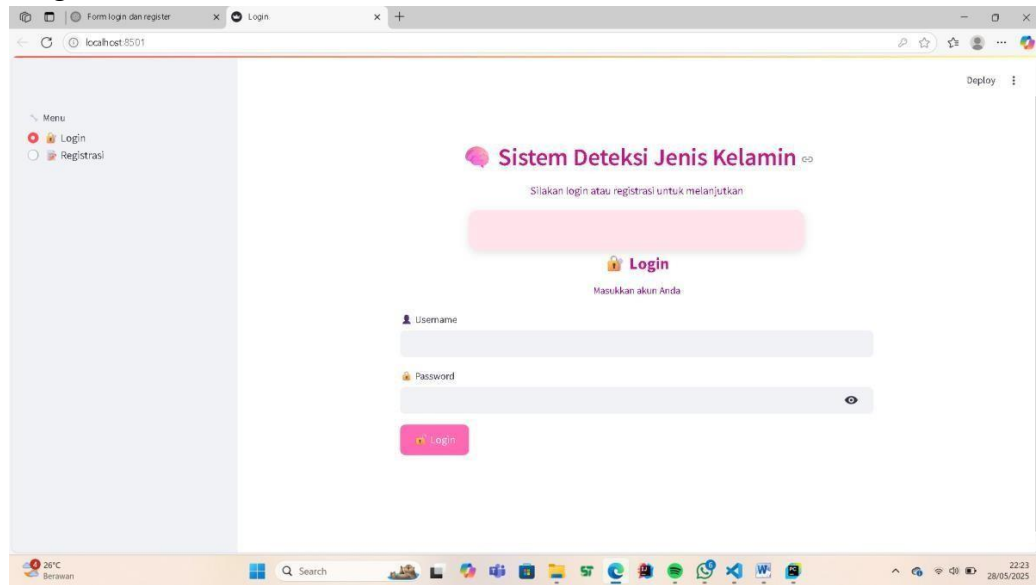 Form login dan register
Login
localhost:8501
Deploy
Menu
Login
Registrasi
Sistem Deteksi Jenis Kelamin
Silakan login atau registrasi untuk melanjutkan
Login
Masukkan akun Anda
Username
Password
Login
26°C
Berawan
Search
22:23
28/05/2025